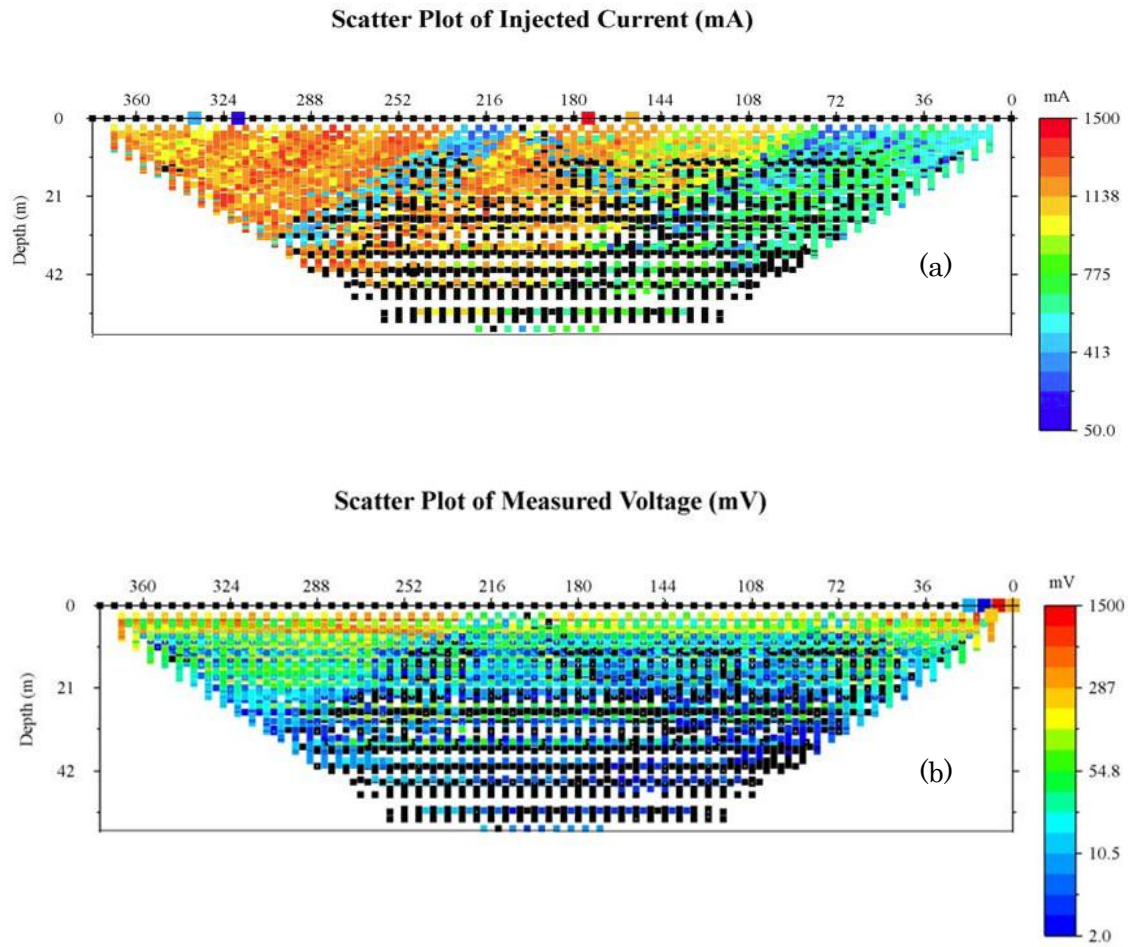 Scatter Plot of Injected Current (mA)
360 324 288 252 216 180 144 108 72 36 0
mA
0
21
42
Depth (m)
1500
1138
775
413
50.0
(a)
Scatter Plot of Measured Voltage (mV)
360 324 288 252 216 180 144 108 72 36 0
mV
0
21
42
Depth (m)
1500
287
54.8
10.5
2.0
(b)